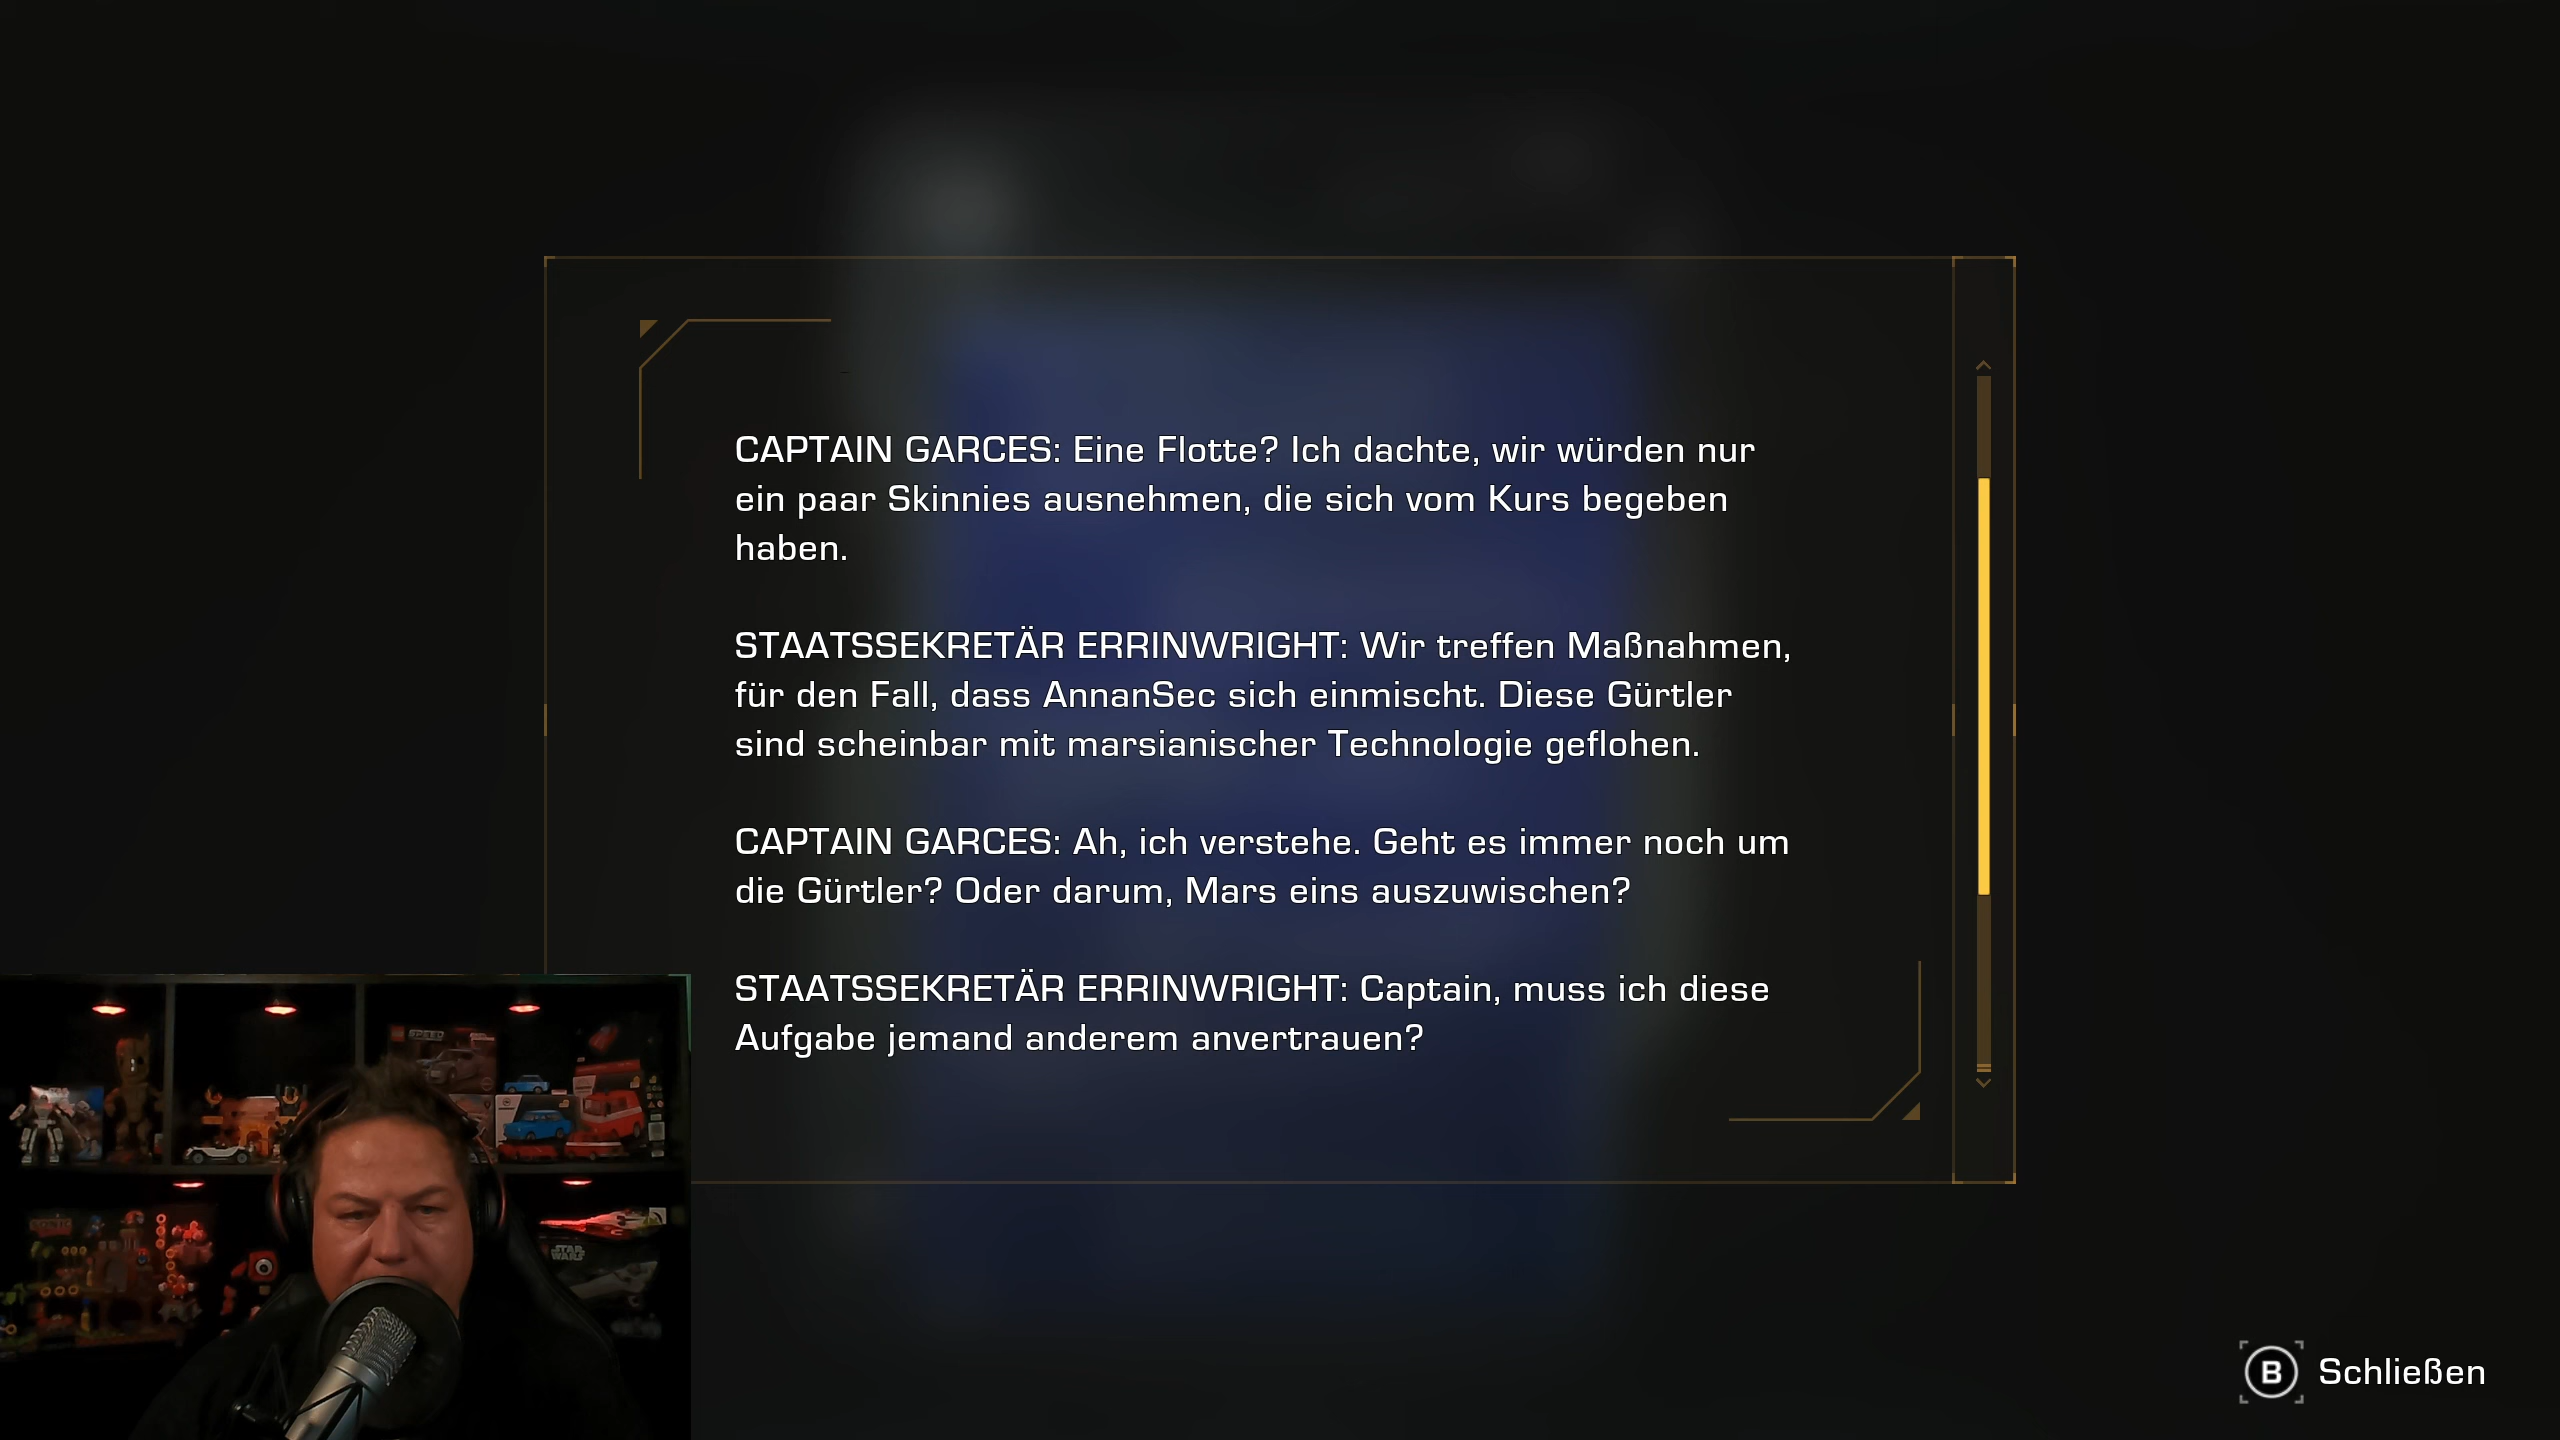 CAPTAIN GARCES: Eine Flotte? Ich dachte, wir würden nur
ein paar Skinnies ausnehmen, die sich vom Kurs begeben
haben.
STAATSSEKRETÄR ERRINWRIGHT: Wir treffen Maßnahmen,
für den Fall, dass AnnanSec sich einmischt. Diese Gürtler
sind scheinbar mit marsianischer Technologie geflohen.
CAPTAIN GARCES: Ah, ich verstehe. Geht es immer noch um
die Gürtler? Oder darum, Mars eins auszuwischen?
STAATSSEKRETÄR ERRINWRIGHT: Captain, muss ich diese
Aufgabe jemand anderem anvertrauen?
SPEED
STAR
WARS
B Schließen